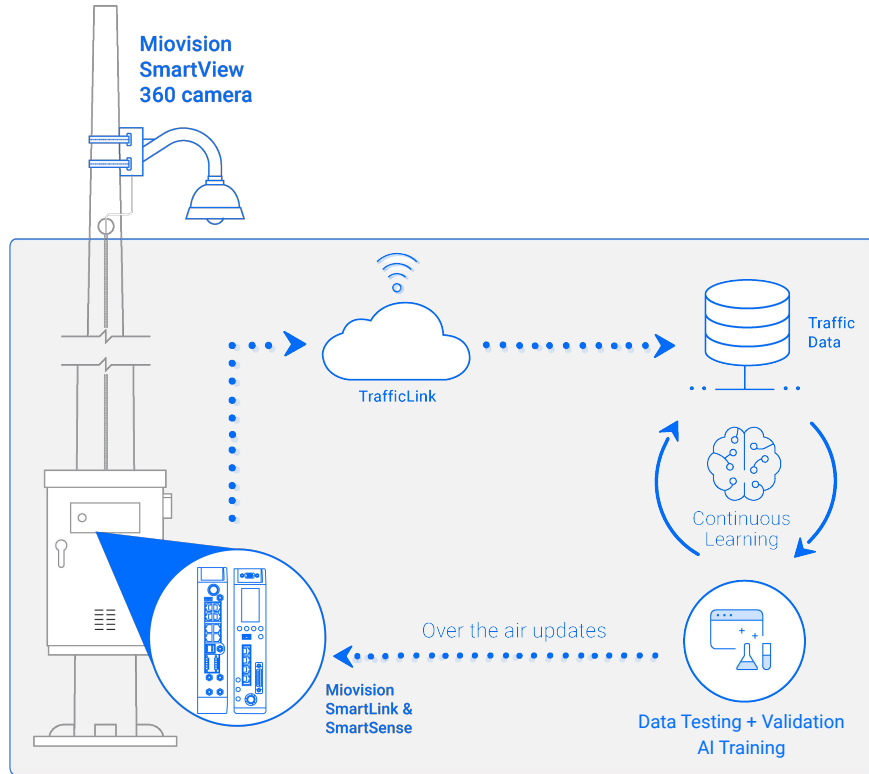 Miovision
SmartView
360 camera
TrafficLink
Traffic
Data
Continuous
Learning
Over the air updates
Miovision
SmartLink &
SmartSense
Data Testing + Validation
AI Training